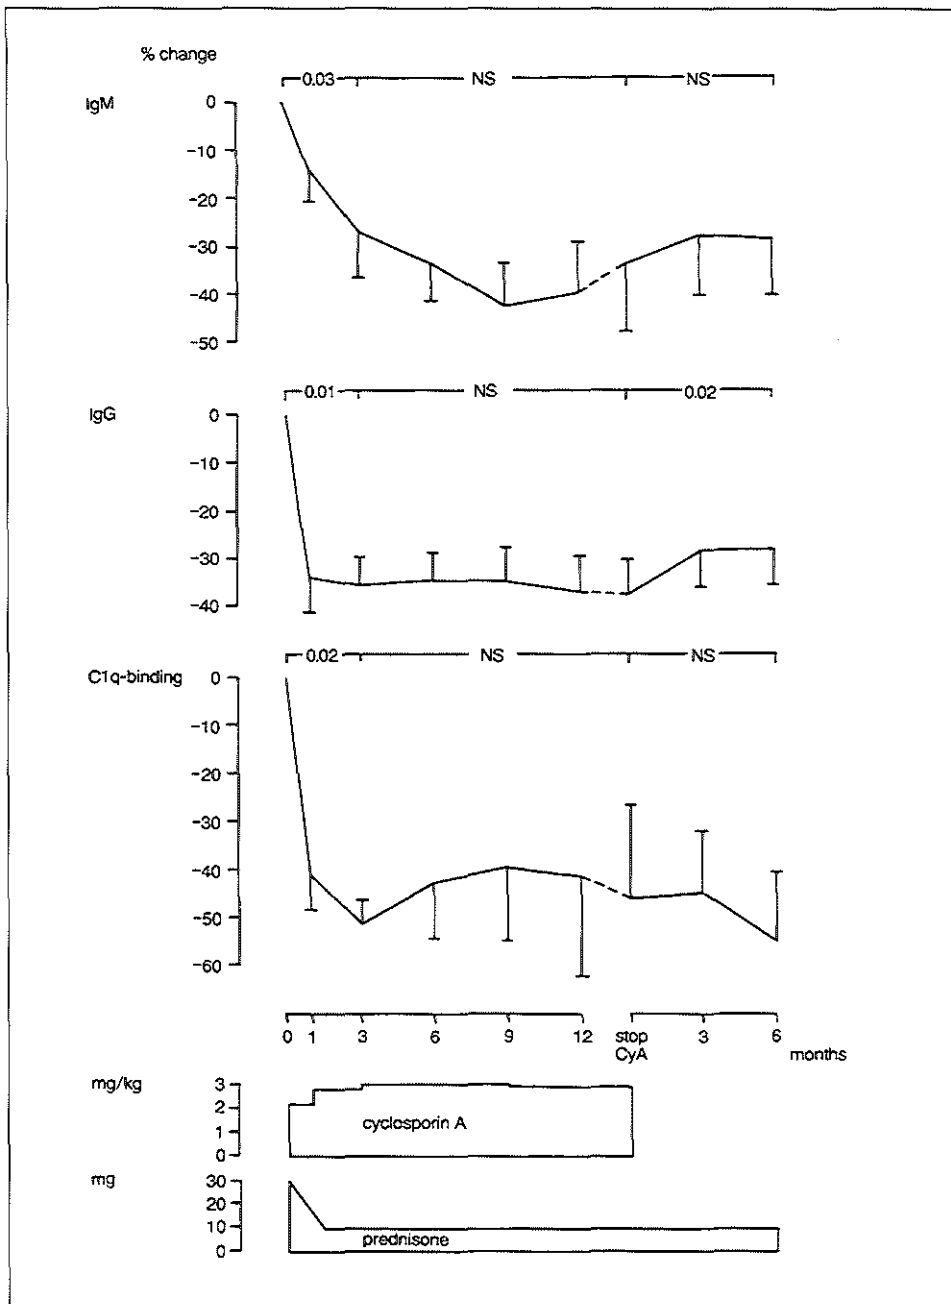 % change
0.03 NS NS
IgM
0
-10
-20
-30
-40
-50
0.01 NS 0.02
IgG
0
-10
-20
-30
-40
0.02 NS NS
C1q-binding
0
-10
-20
-30
-40
-50
-60
0 1 3 6 9 12 stop CyA 3 6 months
mg/kg
3
2
1
0
cyclosporin A
mg
30
20
10
0
prednisone